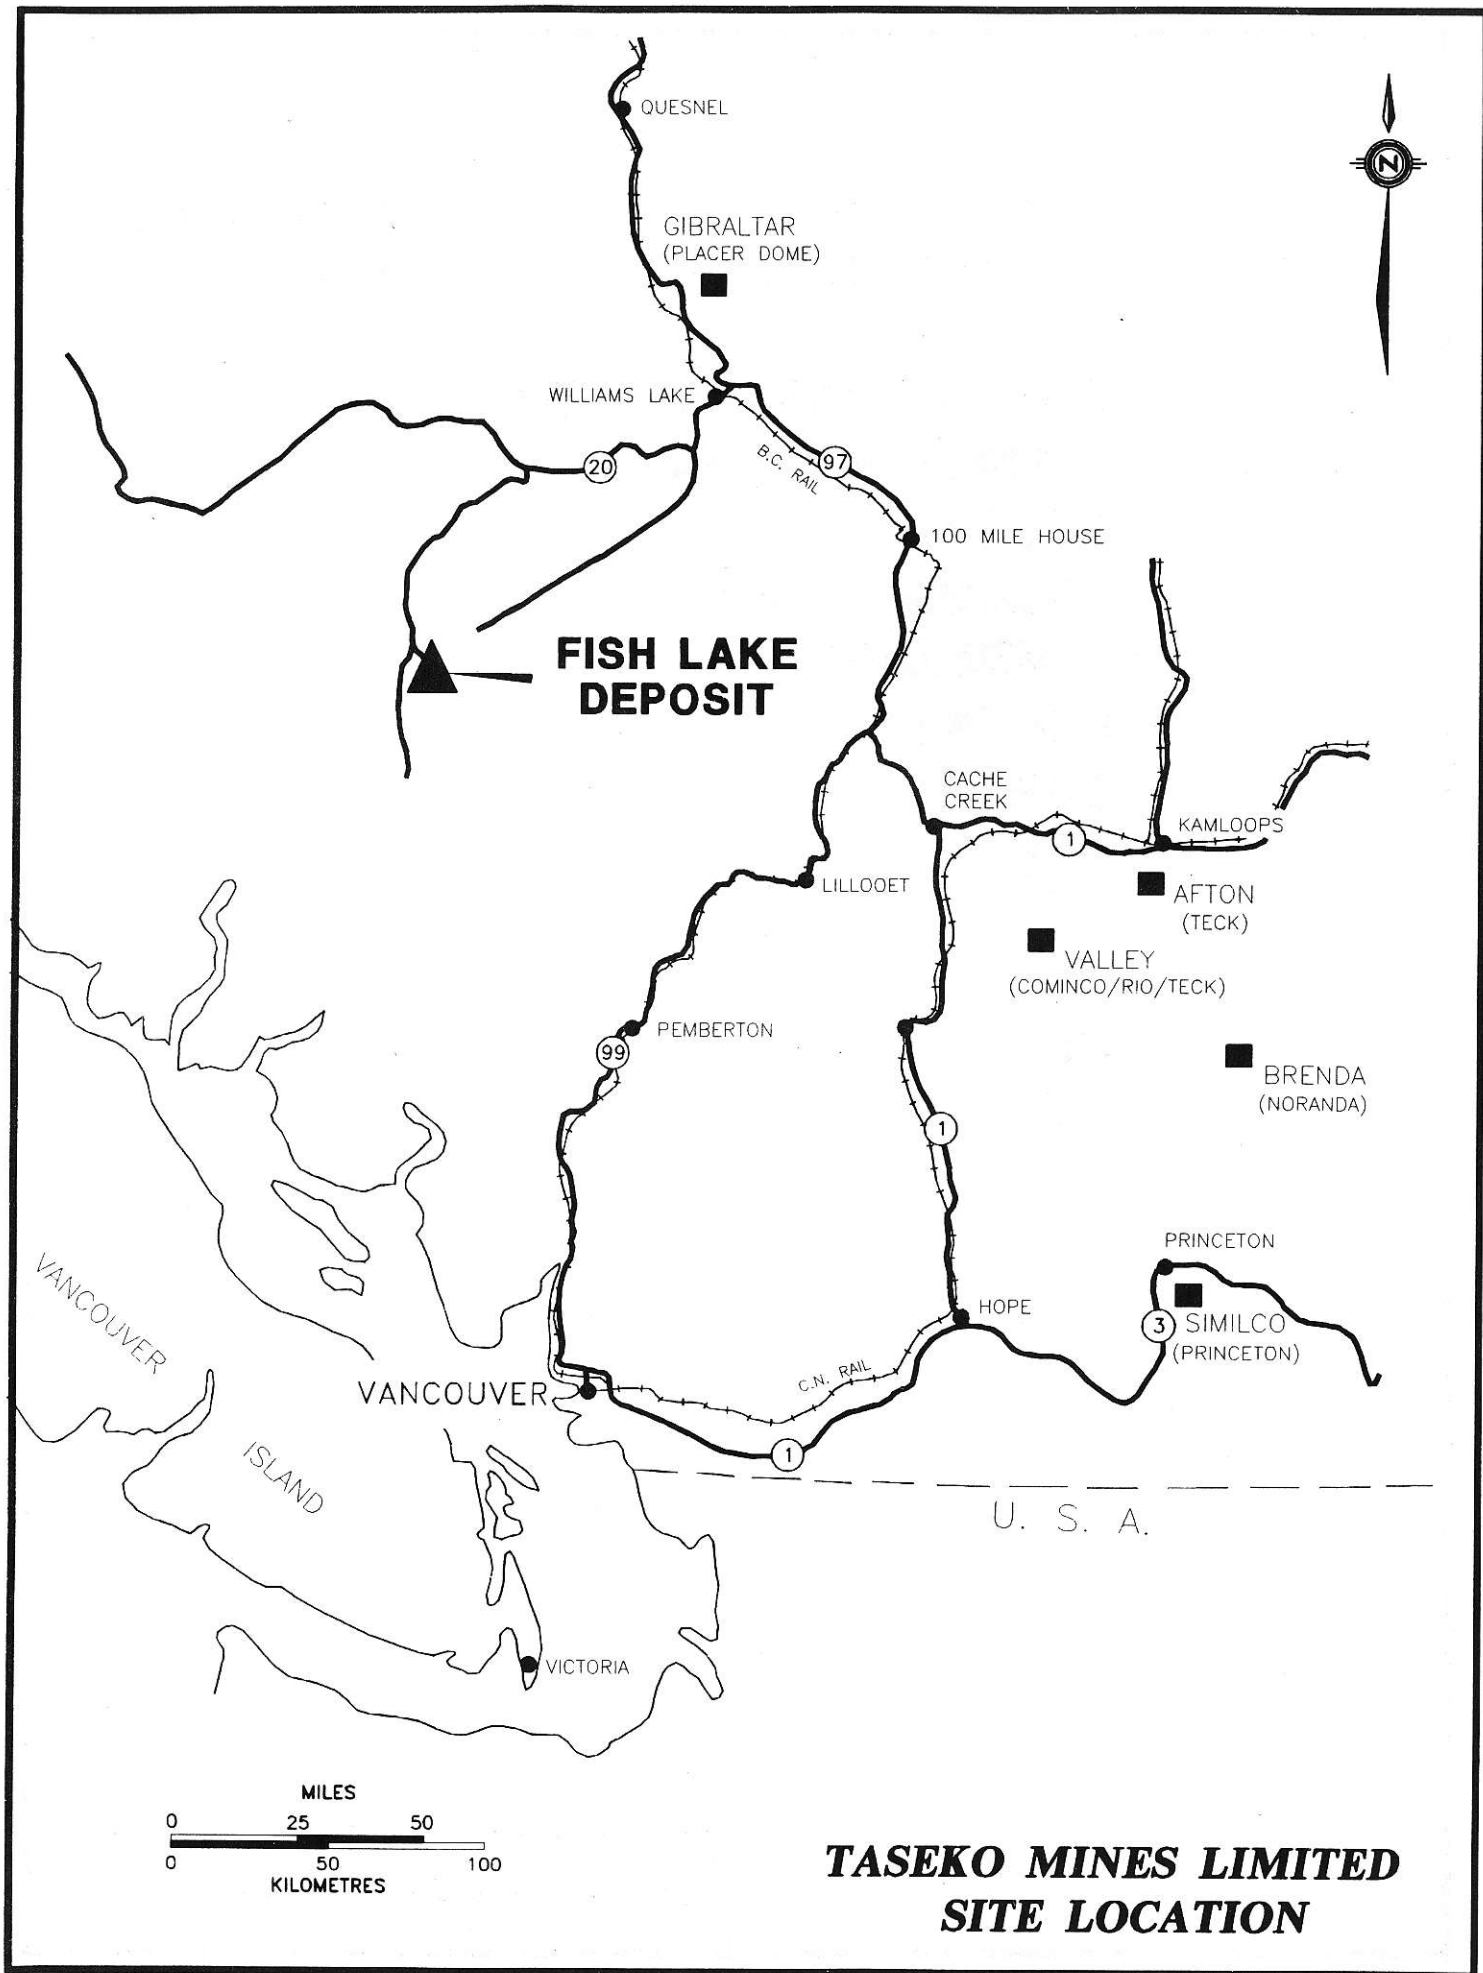 QUESNEL
N
GIBRALTAR
(PLACER DOME)
WILLIAMS LAKE
20
B.C. RAIL
97
100 MILE HOUSE
FISH LAKE
DEPOSIT
CACHE
CREEK
1
KAMLOOPS
LILLOOET
AFTON
(TECK)
VALLEY
(COMINCO/RIO/TECK)
PEMBERTON
99
BRENDA
(NORANDA)
1
PRINCETON
VANCOUVER
ISLAND
HOPE
3
SIMILCO
(PRINCETON)
C.N. RAIL
VANCOUVER
1
U. S. A.
VICTORIA
MILES
0 25 50
0 50 100
KILOMETRES
TASEKO MINES LIMITED
SITE LOCATION